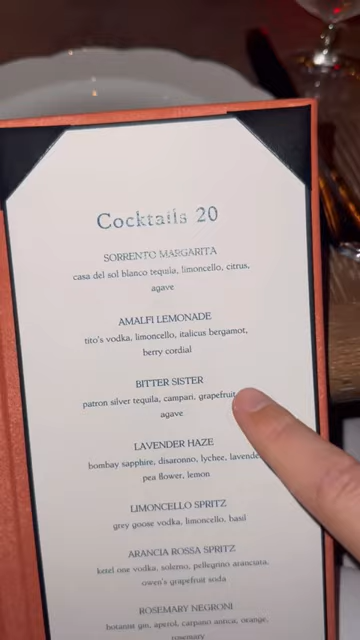 Cocktails 20
SORRENTO MARGARITA
casa del sol blanco tequila, limoncello, citrus,
agave
AMALFI LEMONADE
tito's vodka, limoncello, italicus bergamot,
berry cordial
BITTER SISTER
patron silver tequila, campari, grapefruit
agave
LAVENDER HAZE
bombay sapphire, disaronno, lychee,
pea flower, lemon
LIMONCELLO SPRITZ
grey goose vodka, limoncello, basil
ARANCIA ROSSA SPRITZ
ketel one vodka, solerno, pellegrino aranciata,
owen's grapefruit soda
ROSEMARY NEGRONI
botanist gin, aperol, carpano antica, orange,
rosemary